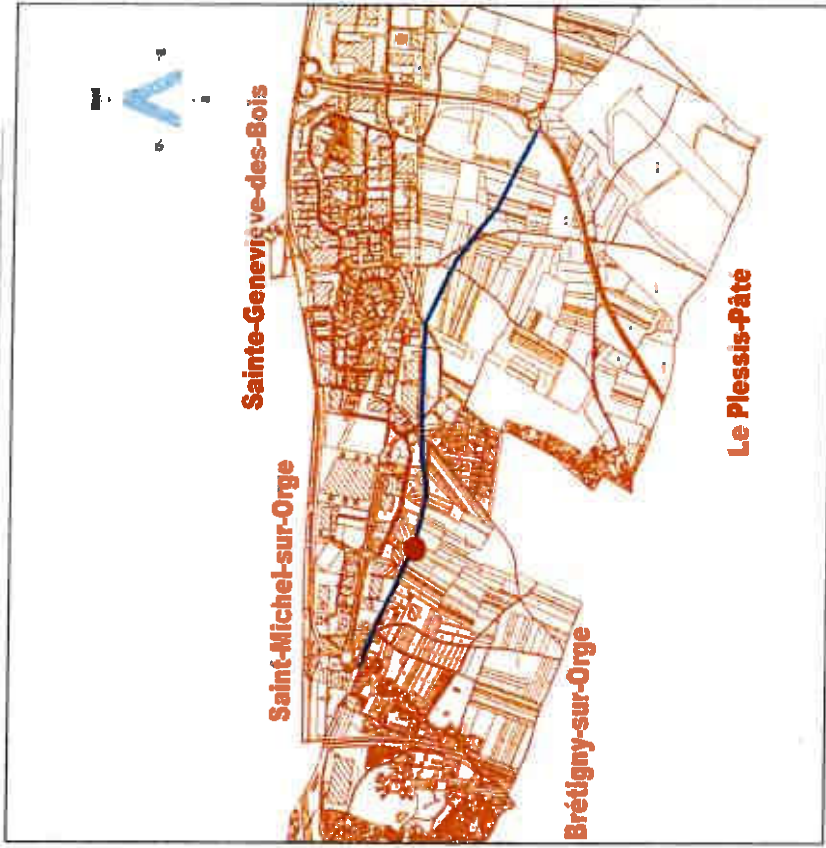 Sainte-Geneviève-des-Bois
Saint-Michel-sur-Orge
Le Plessis-Pâté
Brétigny-sur-Orge